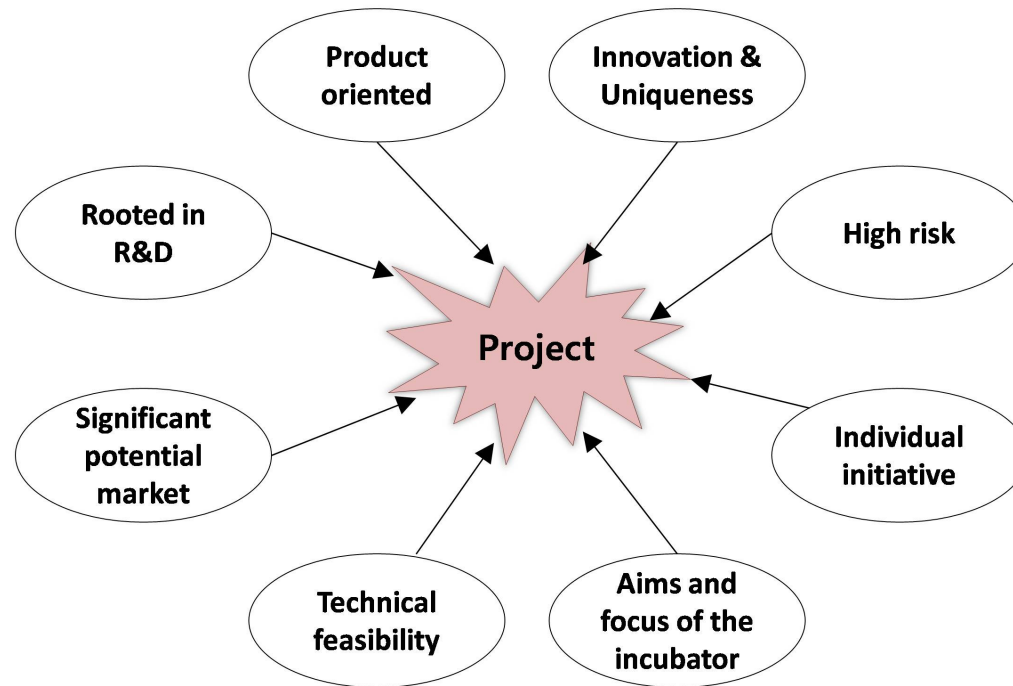 Product
oriented
Innovation &
Uniqueness
Rooted in
R&D
High risk
Project
Significant
potential
market
Individual
initiative
Technical
feasibility
Aims and
focus of the
incubator